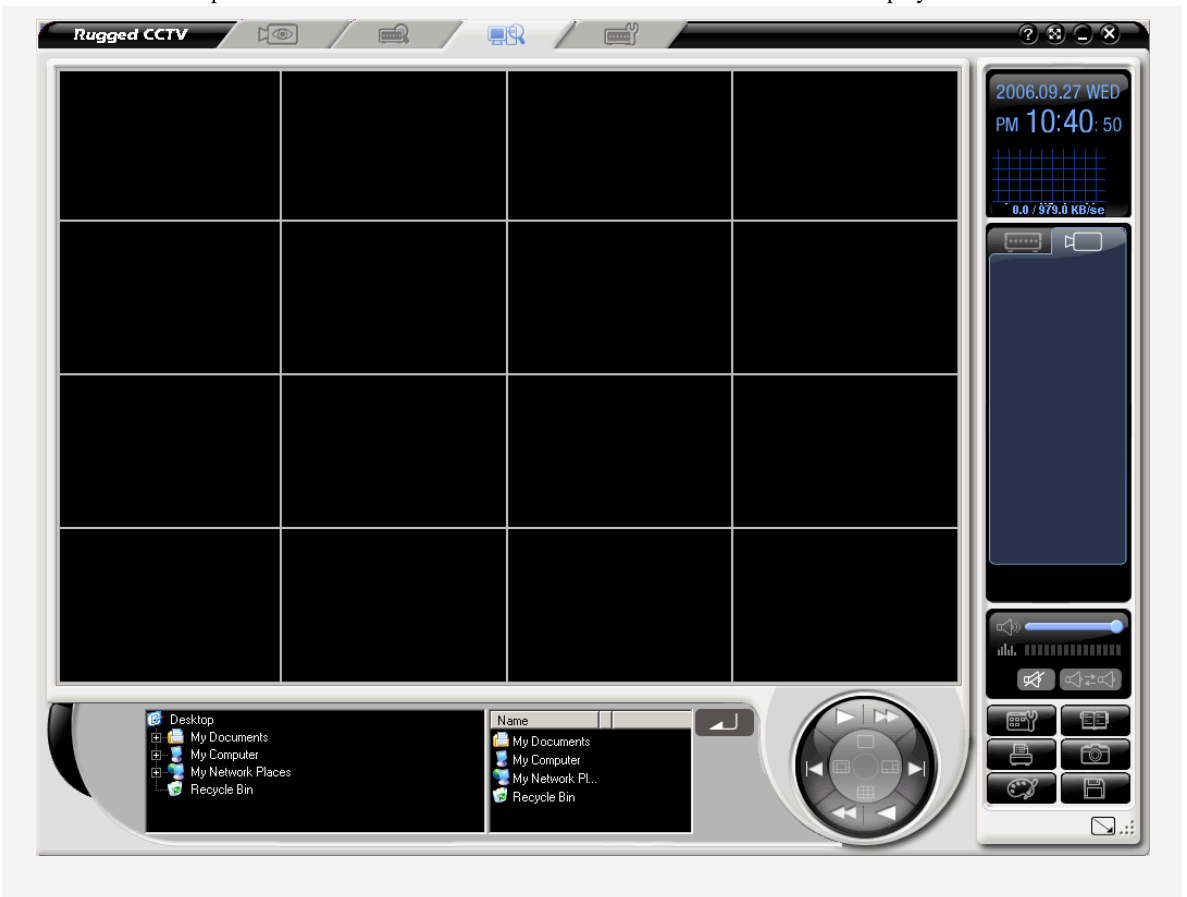 Rugged CCTV
2006.09.27 WED
PM 10:40: 50
0.0 / 979.0 KB/se
Desktop
My Documents
My Computer
My Network Places
Recycle Bin
Name
My Documents
My Computer
My Network Pl...
Recycle Bin